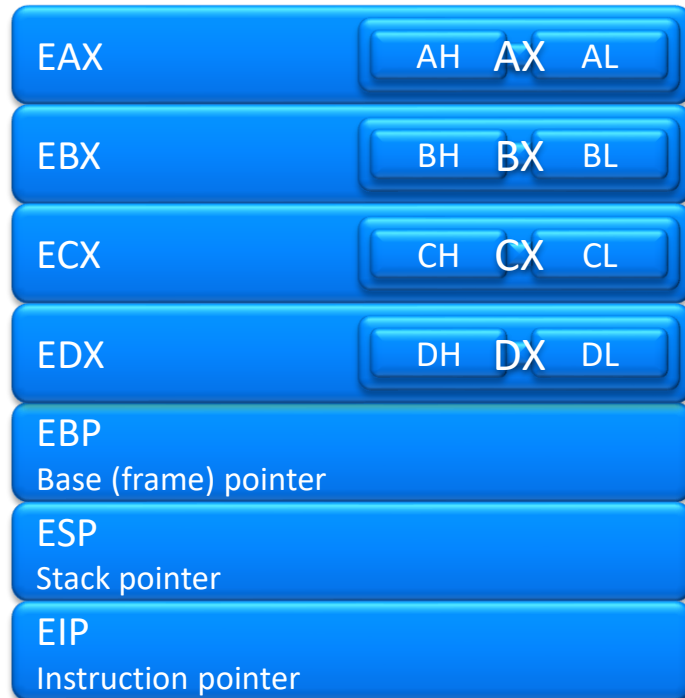 EAX AH AX AL
EBX BH BX BL
ECX CH CX CL
EDX DH DX DL
EBP
Base (frame) pointer
ESP
Stack pointer
EIP
Instruction pointer